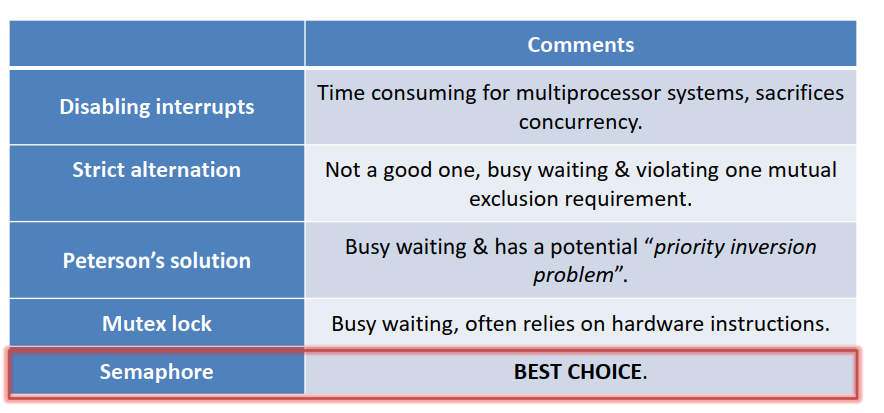 Comments
Disabling interrupts
Time consuming for multiprocessor systems, sacrifices
concurrency.
Strict alternation
Not a good one, busy waiting & violating one mutual
exclusion requirement.
Peterson’s solution
Busy waiting & has a potential “priority inversion
problem”.
Mutex lock
Busy waiting, often relies on hardware instructions.
Semaphore
BEST CHOICE.